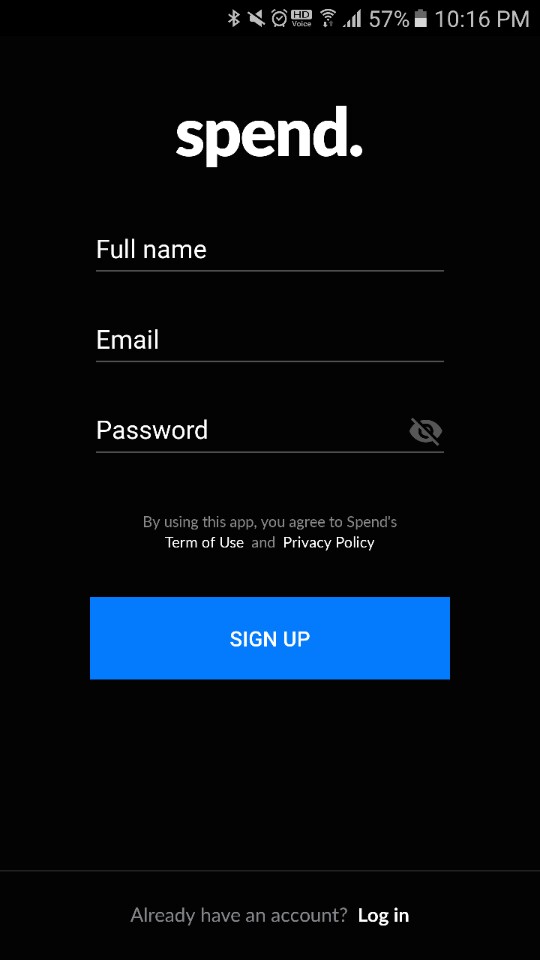 HD Voice 57% 10:16 PM
spend.
Full name
Email
Password
By using this app, you agree to Spend's
Term of Use and Privacy Policy
SIGN UP
Already have an account? Log in